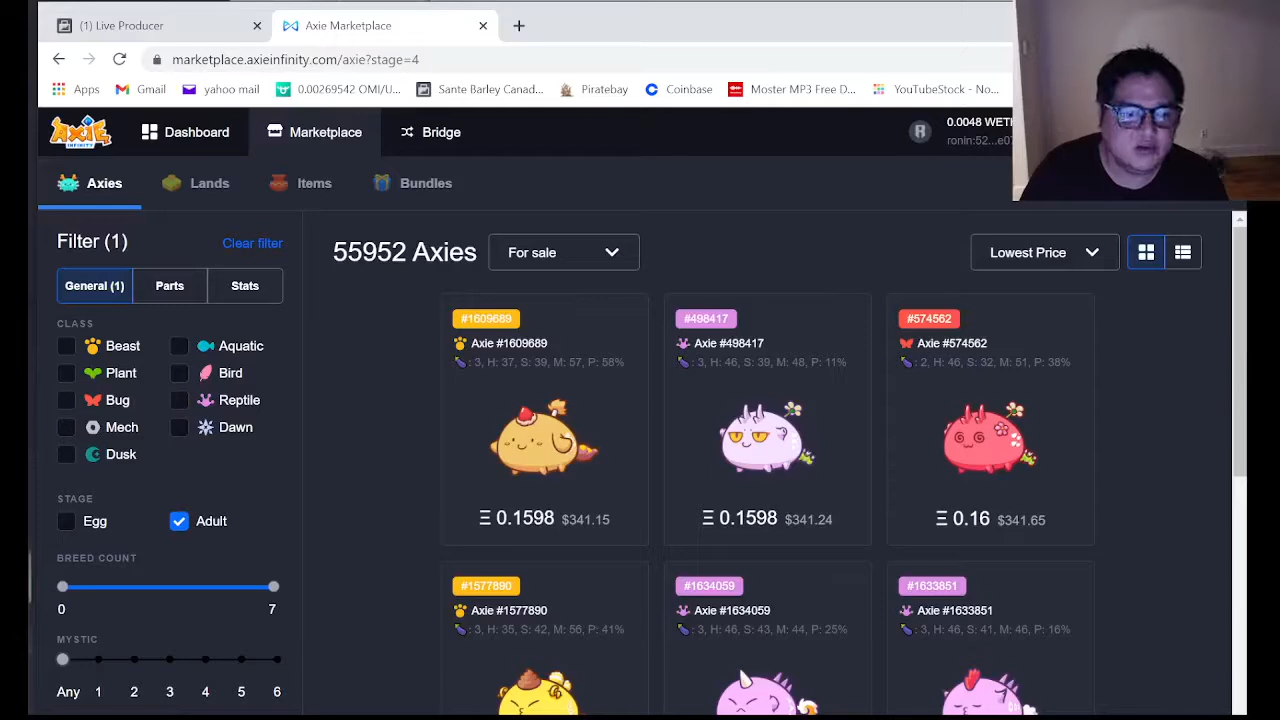 (1) Live Producer
Axie Marketplace
marketplace.axieinfinity.com/axie?stage=4
Apps
Gmail
yahoo mail
0.00269542 OMI/U...
Sante Barley Canad...
Piratebay
Coinbase
Moster MP3 Free D...
YouTubeStock - No...
AXIE INFINITY
Dashboard
Marketplace
Bridge
0.0048 WETH
ronin:52...e07
Axies
Lands
Items
Bundles
Filter (1)
Clear filter
General (1)
Parts
Stats
CLASS
Beast
Aquatic
Plant
Bird
Bug
Reptile
Mech
Dawn
Dusk
STAGE
Egg
Adult
BREED COUNT
0
7
MYSTIC
Any 1 2 3 4 5 6
55952 Axies
For sale
Lowest Price
#1609689
Axie #1609689
: 3, H: 37, S: 39, M: 57, P: 58%
Ξ 0.1598 $341.15
#498417
Axie #498417
: 3, H: 46, S: 39, M: 48, P: 11%
Ξ 0.1598 $341.24
#574562
Axie #574562
: 2, H: 46, S: 32, M: 51, P: 38%
Ξ 0.16 $341.65
#1577890
Axie #1577890
: 3, H: 35, S: 42, M: 56, P: 41%
#1634059
Axie #1634059
: 3, H: 46, S: 43, M: 44, P: 25%
#1633851
Axie #1633851
: 3, H: 46, S: 41, M: 46, P: 16%